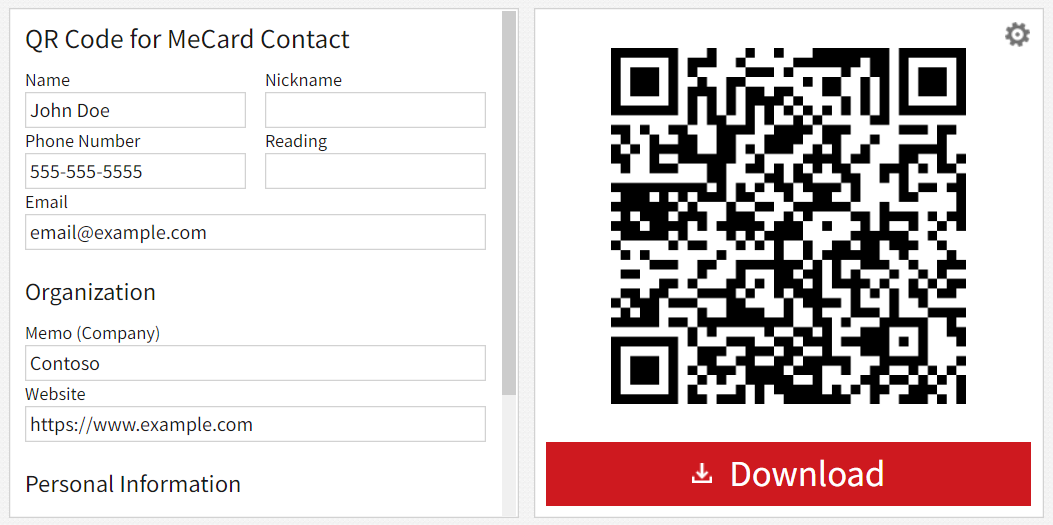 QR Code for MeCard Contact
Name Nickname
John Doe
Phone Number Reading
555-555-5555
Email
email@example.com
Organization
Memo (Company)
Contoso
Website
https://www.example.com
Personal Information
Download